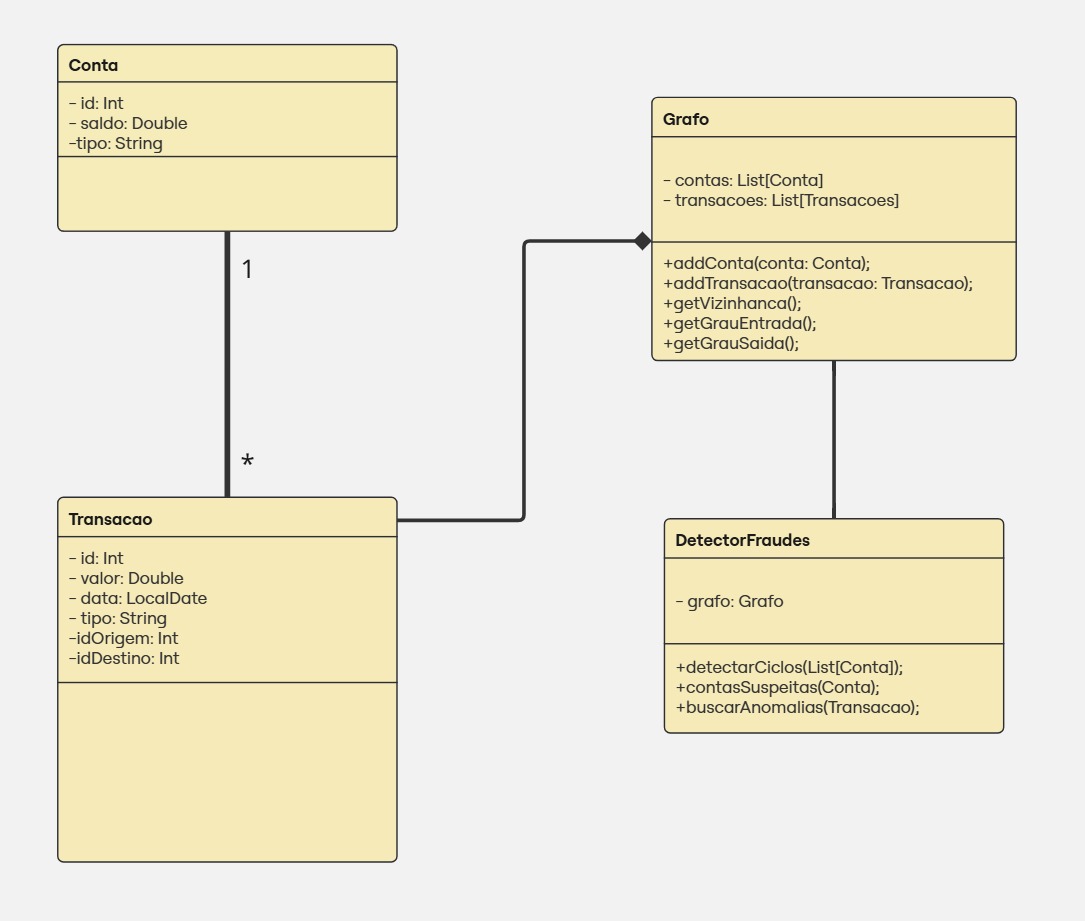 Conta
- id: Int
- saldo: Double
-tipo: String
1
*
Transacao
- id: Int
- valor: Double
- data: LocalDate
- tipo: String
-idOrigem: Int
-idDestino: Int
Grafo
- contas: List[Conta]
- transacoes: List[Transacoes]
+addConta(conta: Conta);
+addTransacao(transacao: Transacao);
+getVizinhanca();
+getGrauEntrada();
+getGrauSaida();
DetectorFraudes
- grafo: Grafo
+detectarCiclos(List[Conta]);
+contasSuspeitas(Conta);
+buscarAnomalias(Transacao);